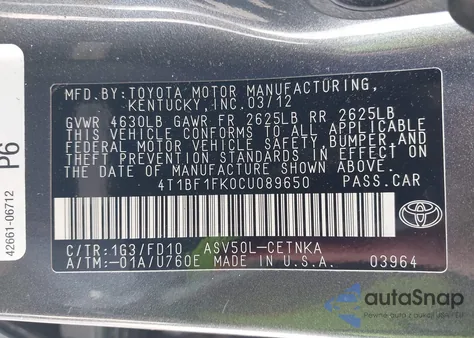 MFD. BY: TOYOTA MOTOR MANUFACTURING,
KENTUCKY, INC. 03/12
GVWR 4630LB GAWR FR 2625LB RR 2625LB
THIS VEHICLE CONFORMS TO ALL APPLICABLE
FEDERAL MOTOR VEHICLE SAFETY, BUMPER, AND
THEFT PREVENTION STANDARDS IN EFFECT ON
THE DATE OF MANUFACTURE SHOWN ABOVE.
4T1BF1FK0CU089650 PASS.CAR
C/TR: 1G3/FD10 ASV50L-CETNKA
A/TM:-01A/U760E MADE IN U.S.A. 03964
TOYOTA
42661-06712
P6
autoSnap